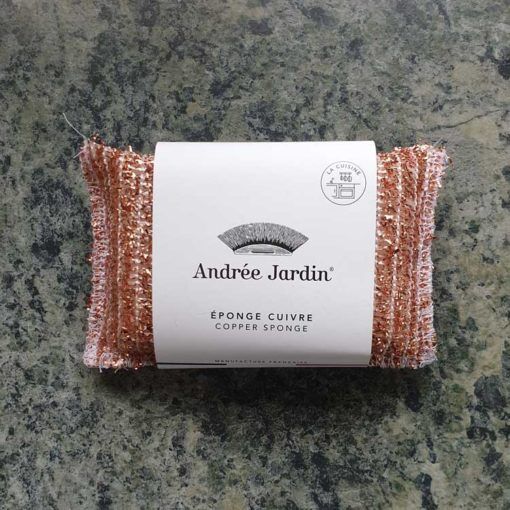 LA CUISINE
Andrée Jardin®
ÉPONGE CUIVRE
COPPER SPONGE
MANUFACTURE FRANÇAISE